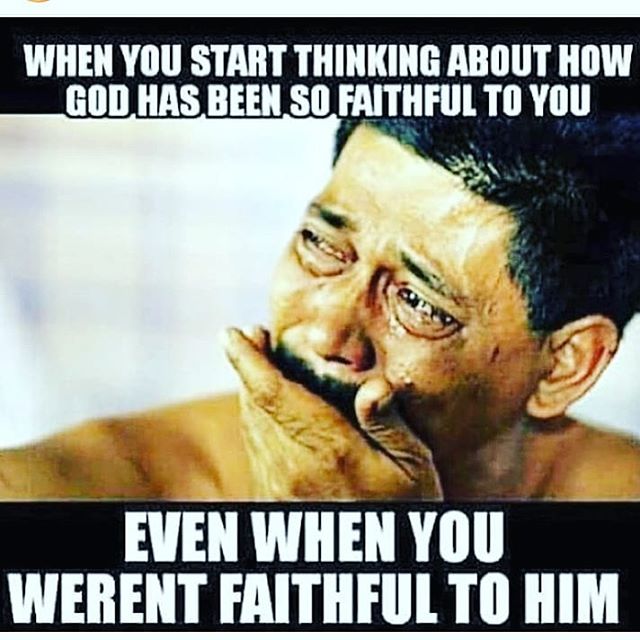 WHEN YOU START THINKING ABOUT HOW
GOD HAS BEEN SO FAITHFUL TO YOU
EVEN WHEN YOU
WERENT FAITHFUL TO HIM